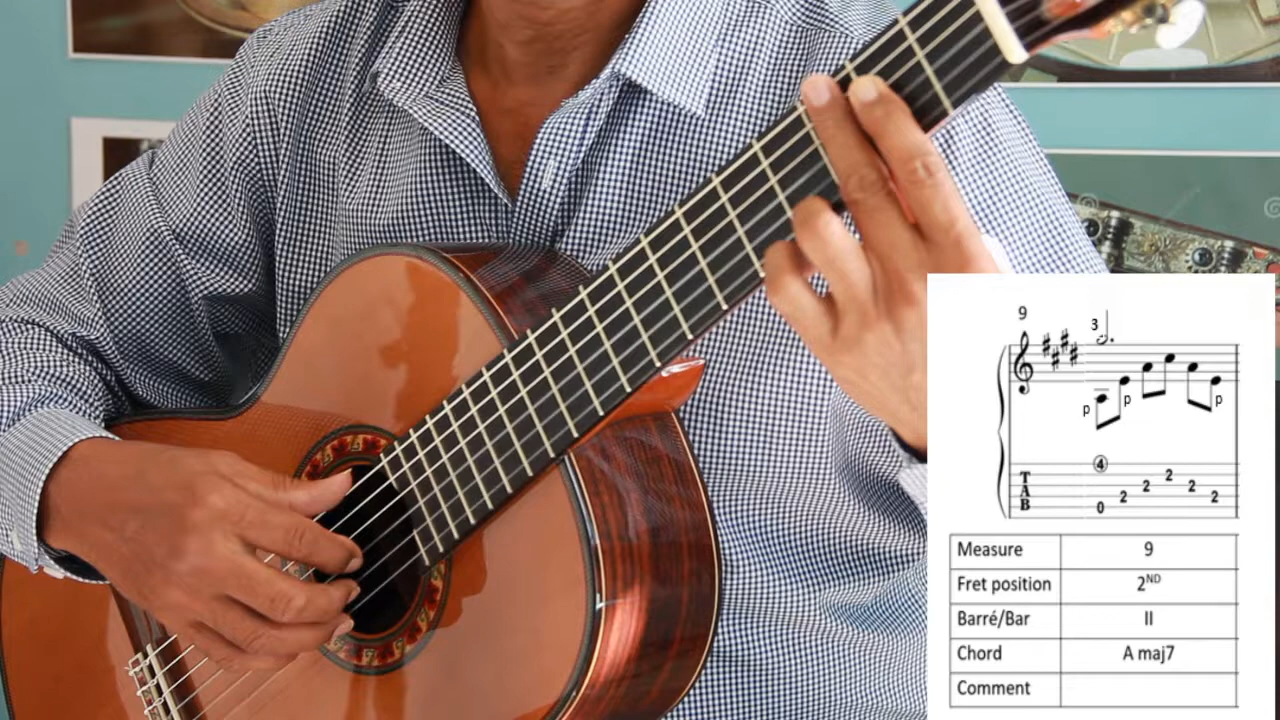 9
3
p
p
p
4
T
A
B
0
2
2
2
2
2
Measure 9
Fret position 2ND
Barré/Bar II
Chord A maj7
Comment